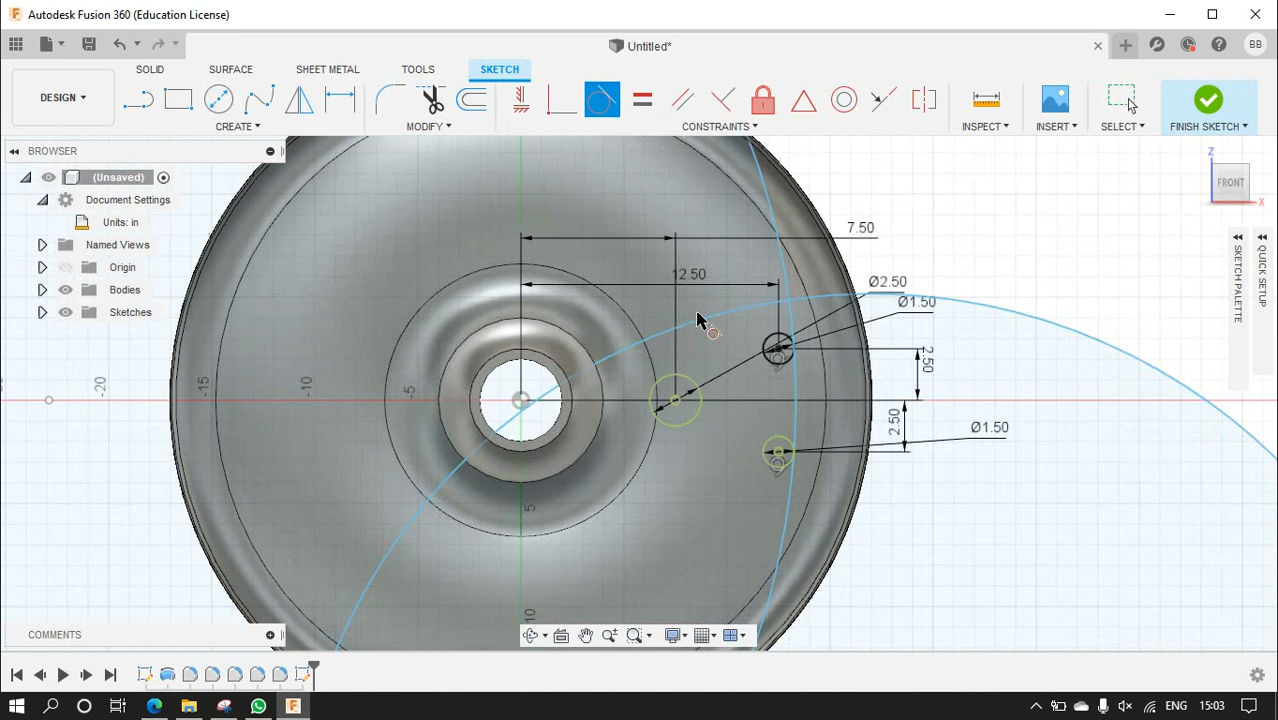 Autodesk Fusion 360 (Education License)
Untitled*
BB
DESIGN
SOLID
SURFACE
SHEET METAL
TOOLS
SKETCH
CREATE
MODIFY
CONSTRAINTS
INSPECT
INSERT
SELECT
FINISH SKETCH
BROWSER
(Unsaved)
Document Settings
Units: in
Named Views
Origin
Bodies
Sketches
Z
FRONT
X
SKETCH PALETTE
QUICK SETUP
7.50
12.50
Ø2.50
Ø1.50
2.50
2.50
Ø1.50
-20
-15
-10
-5
5
10
COMMENTS
ENG
15:03